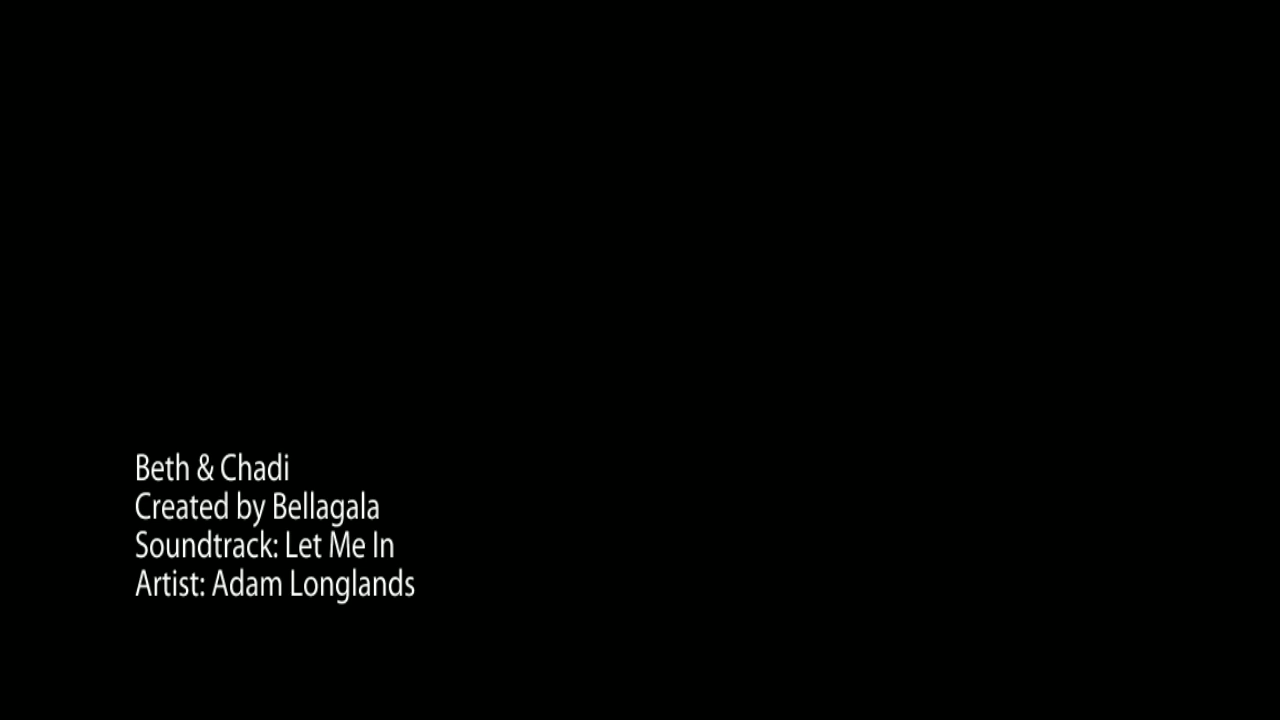 Beth & Chadi
Created by Bellagala
Soundtrack: Let Me In
Artist: Adam Longlands